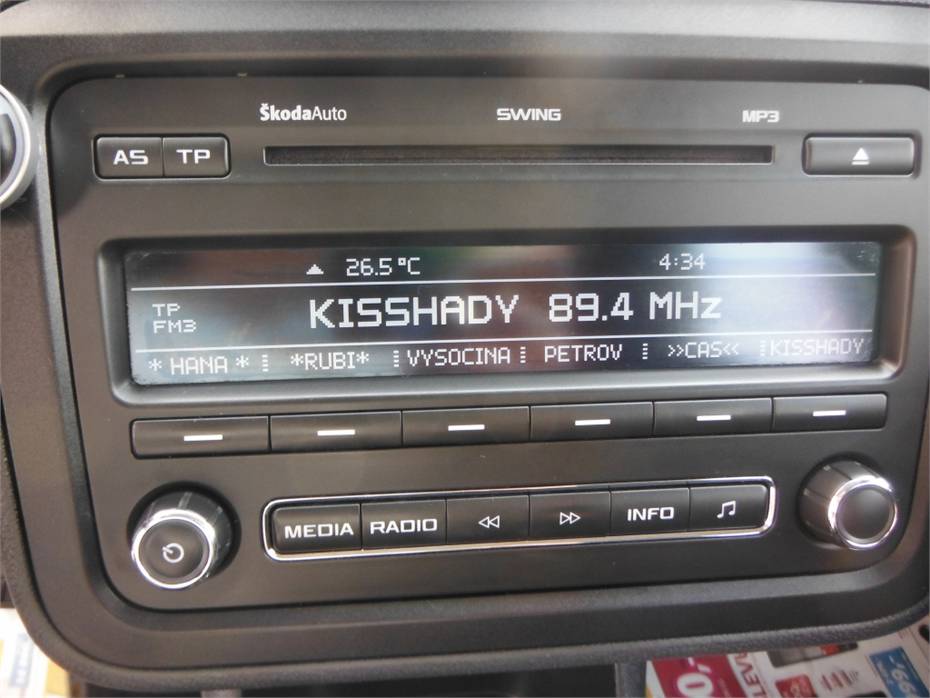 ŠkodaAuto SWING MP3
AS TP
26.5°C 4:34
TP
FM3
KISSHADY 89.4 MHz
* HANA * *RUBI* VYSOCINA PETROV >>CAS<< KISSHADY
MEDIA RADIO INFO